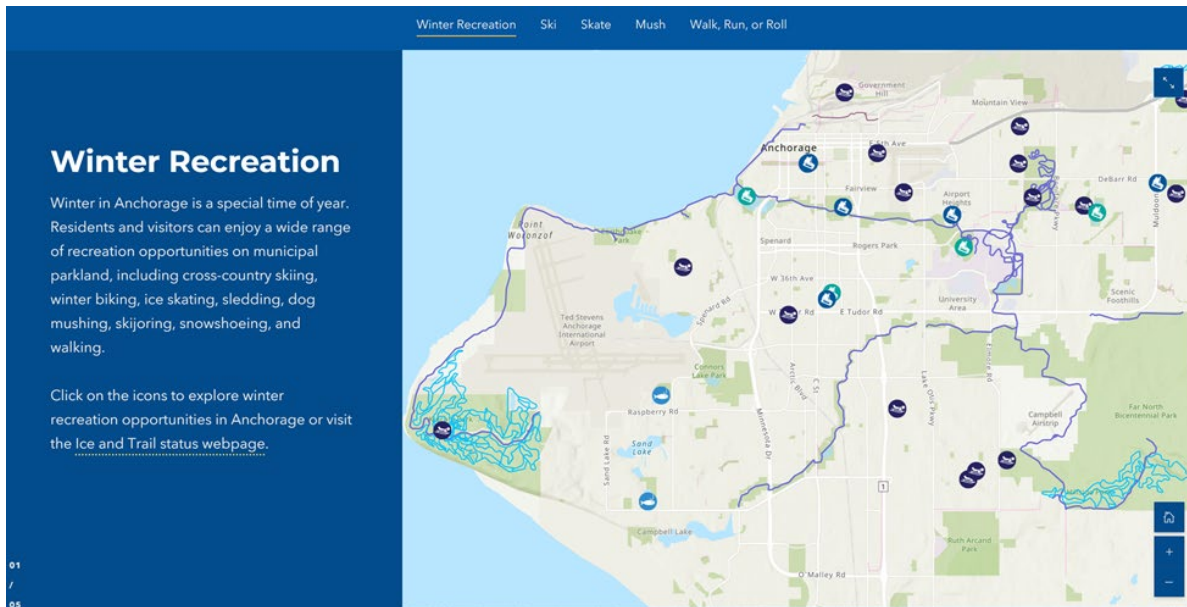 Winter Recreation
Ski
Skate
Mush
Walk, Run, or Roll
Winter Recreation
Winter in Anchorage is a special time of year.
Residents and visitors can enjoy a wide range
of recreation opportunities on municipal
parkland, including cross-country skiing,
winter biking, ice skating, sledding, dog
mushing, skijoring, snowshoeing, and
walking.
Click on the icons to explore winter
recreation opportunities in Anchorage or visit
the Ice and Trail status webpage.
01
/
05
Government
Hill
Mountain View
Anchorage
E 5th Ave
DeBarr Rd
Fairview
Airport
Heights
Muldoon
Point
Woronzof
Spenard
Rogers Park
W 36th Ave
Spenard Rd
University
Area
Scenic
Foothills
Ted Stevens
Anchorage
International
Airport
E Tudor Rd
Connors
Lake Park
Arctic Blvd
C St
Lake Otis Pkwy
Elmore Rd
Minnesota Dr
Raspberry Rd
Sand Lake Rd
Sand
Lake
Campbell
Airstrip
Far North
Bicentennial Park
1
Campbell Lake
Ruth Arcand
Park
O'Malley Rd
+
−